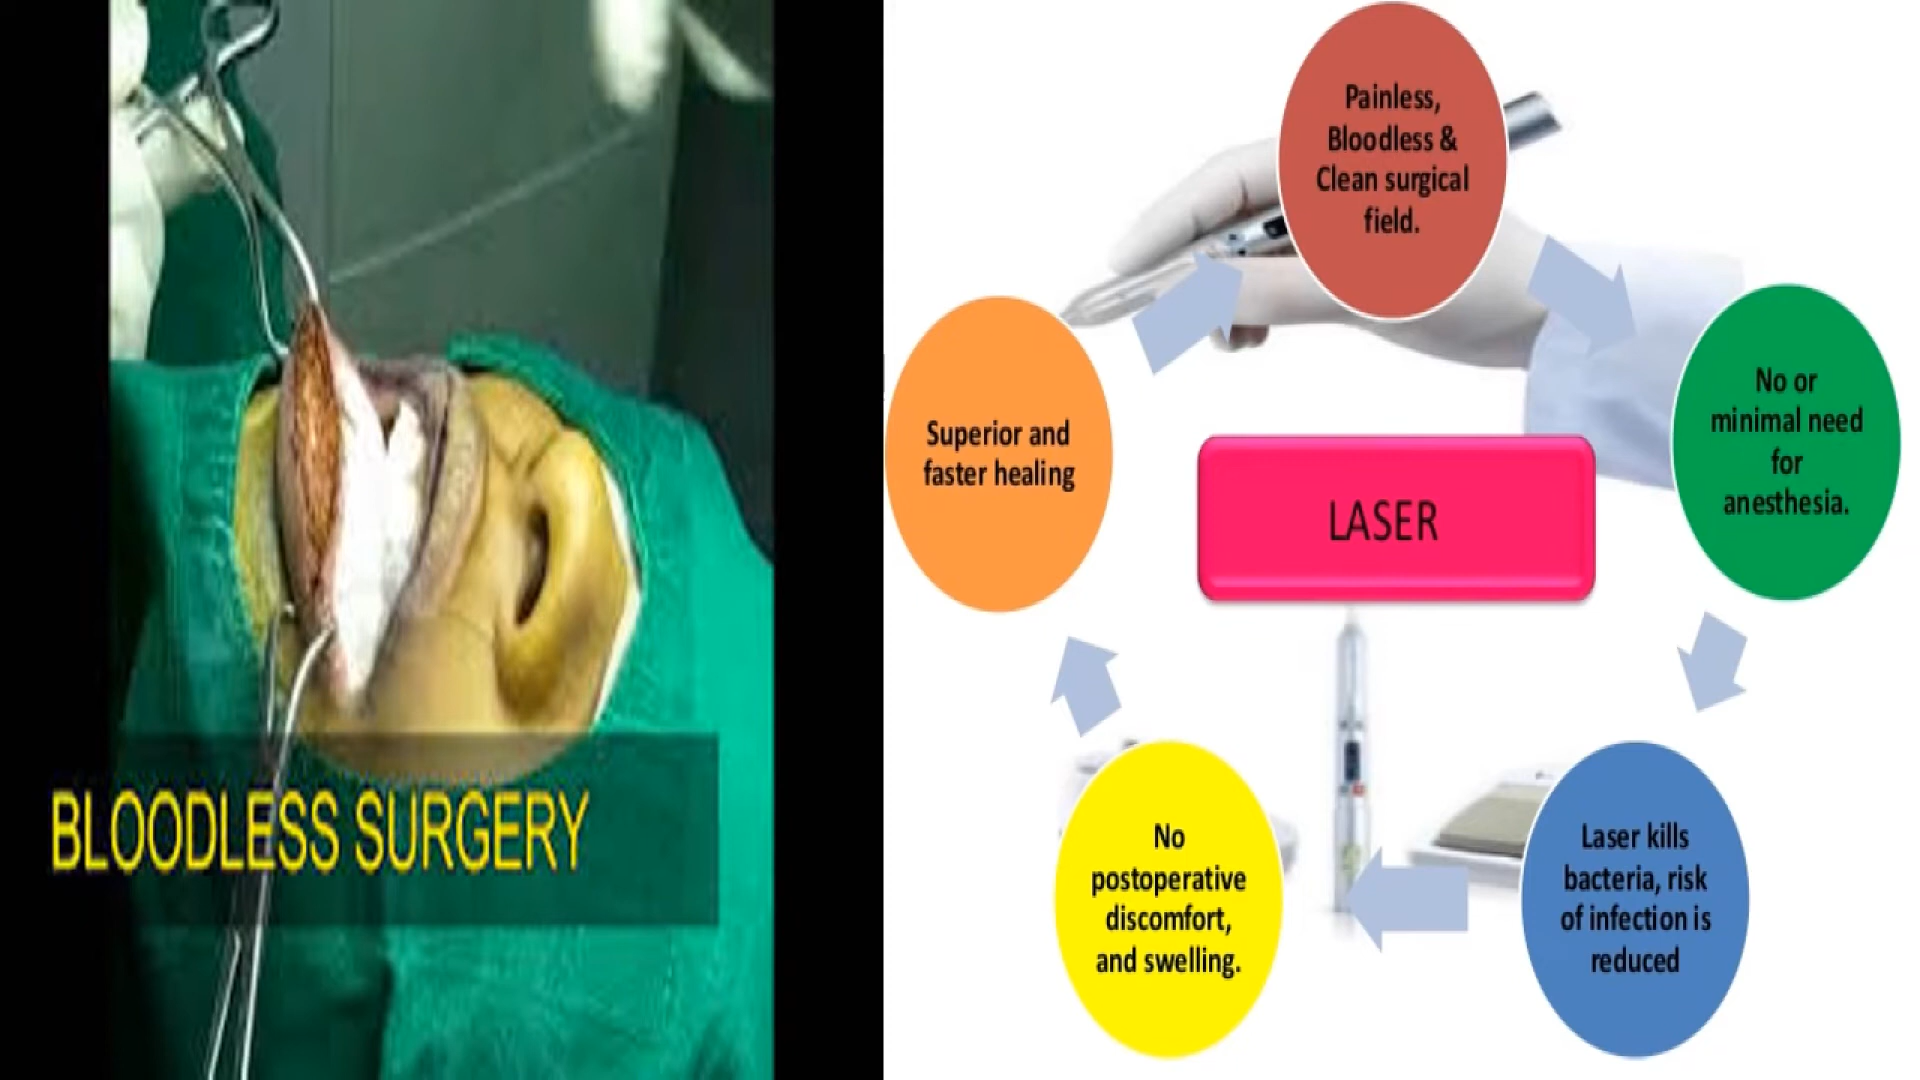 BLOODLESS SURGERY
Painless,
Bloodless &
Clean surgical
field.
No or
minimal need
for
anesthesia.
Laser kills
bacteria, risk
of infection is
reduced
No
postoperative
discomfort,
and swelling.
Superior and
faster healing
LASER